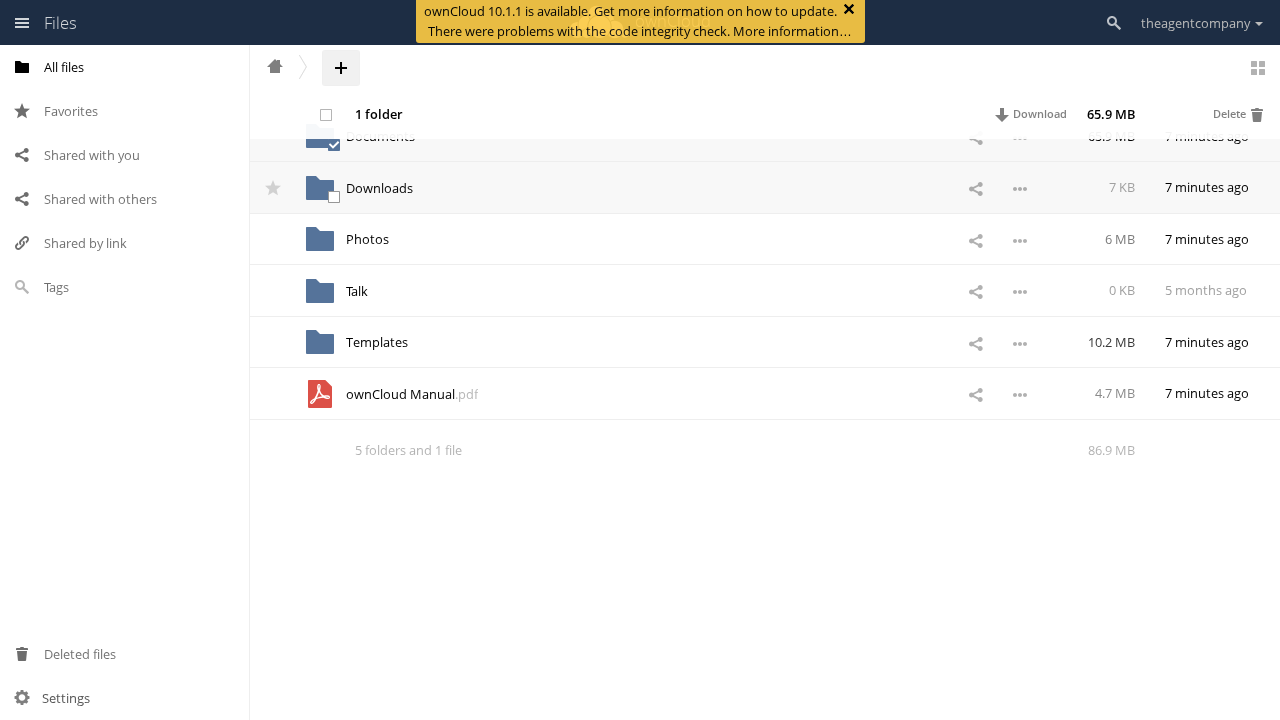 Files
ownCloud 10.1.1 is available. Get more information on how to update.
There were problems with the code integrity check. More information…
theagentcompany
All files
Favorites
Shared with you
Shared with others
Shared by link
Tags
Deleted files
Settings
1 folder
Download
65.9 MB
Delete
Documents 65.9 MB 7 minutes ago
Downloads 7 KB 7 minutes ago
Photos 6 MB 7 minutes ago
Talk 0 KB 5 months ago
Templates 10.2 MB 7 minutes ago
ownCloud Manual.pdf 4.7 MB 7 minutes ago
5 folders and 1 file 86.9 MB